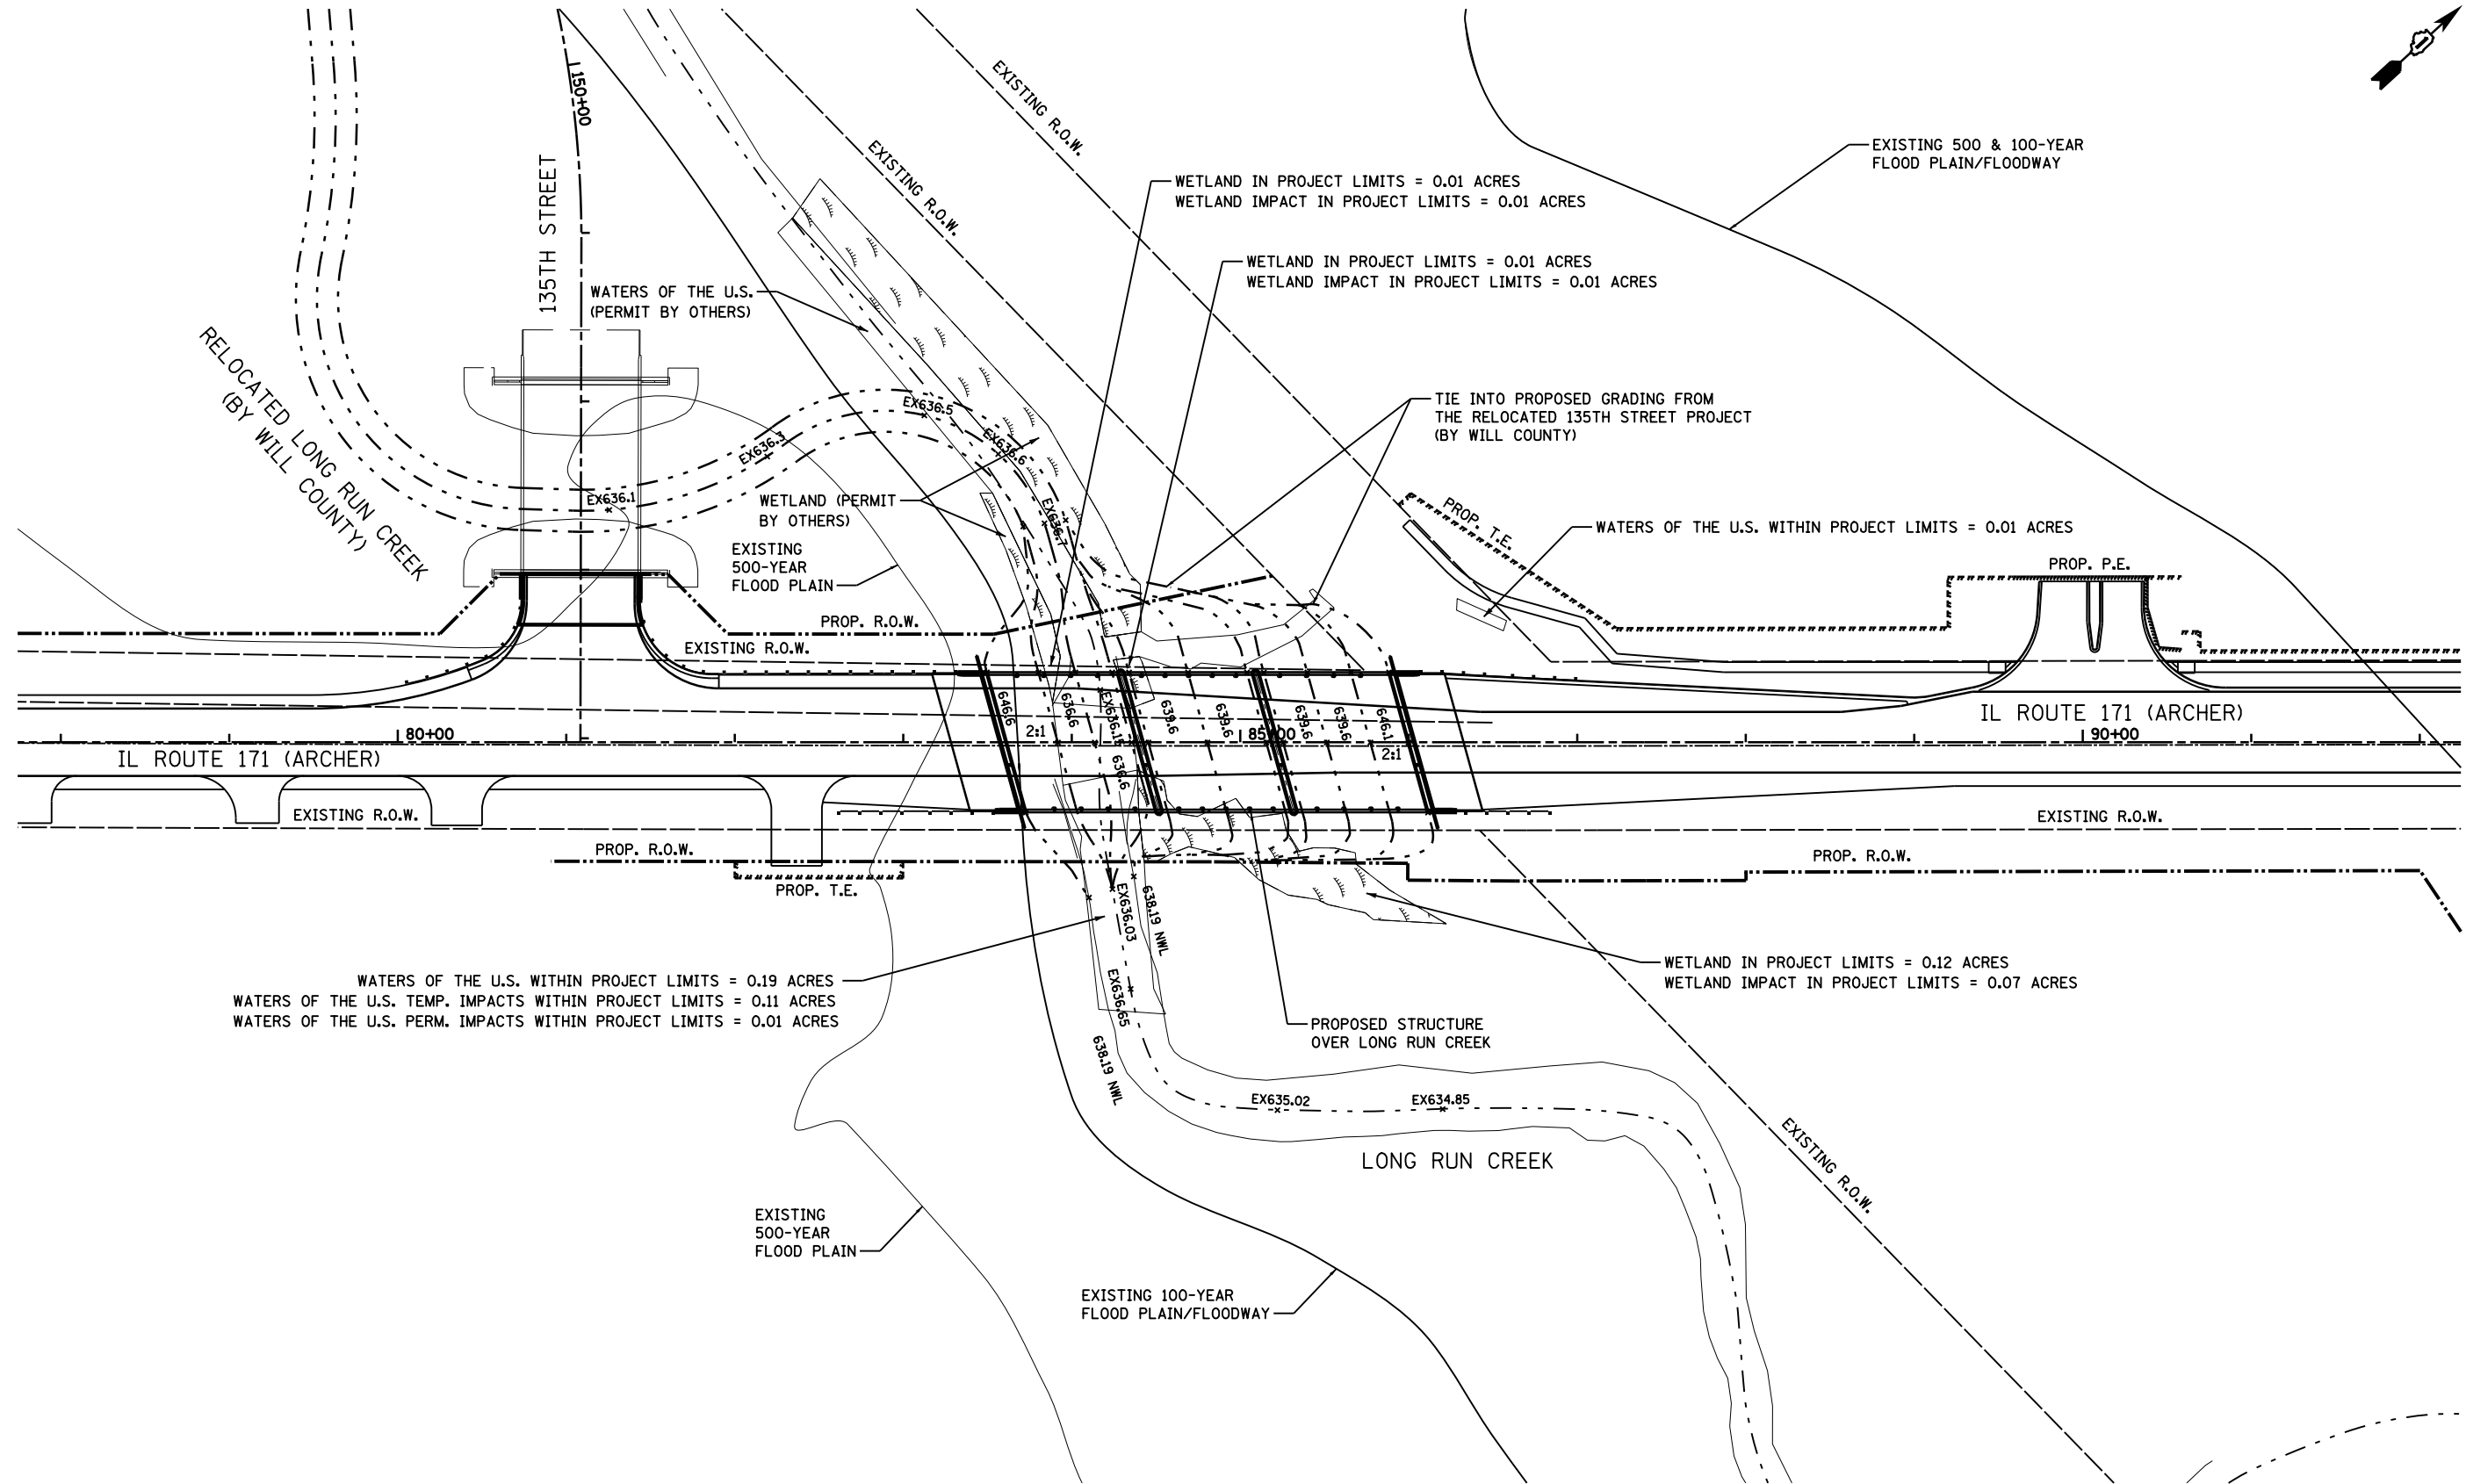 150+00
135TH STREET
EXISTING R.O.W.
EXISTING R.O.W.
EXISTING 500 & 100-YEAR
FLOOD PLAIN/FLOODWAY
WETLAND IN PROJECT LIMITS = 0.01 ACRES
WETLAND IMPACT IN PROJECT LIMITS = 0.01 ACRES
WETLAND IN PROJECT LIMITS = 0.01 ACRES
WETLAND IMPACT IN PROJECT LIMITS = 0.01 ACRES
WATERS OF THE U.S.
(PERMIT BY OTHERS)
RELOCATED LONG RUN CREEK
(BY WILL COUNTY)
EX636.5
EX636.3
EX636.6
EX636.1
EX636.7
TIE INTO PROPOSED GRADING FROM
THE RELOCATED 135TH STREET PROJECT
(BY WILL COUNTY)
WETLAND (PERMIT
BY OTHERS)
EXISTING
500-YEAR
FLOOD PLAIN
PROP. T.E.
WATERS OF THE U.S. WITHIN PROJECT LIMITS = 0.01 ACRES
PROP. P.E.
PROP. R.O.W.
EXISTING R.O.W.
646.6
636.6
EX636.15
636.6
639.6
639.6
639.6
639.6
646.1
2:1
2:1
80+00
85+00
90+00
IL ROUTE 171 (ARCHER)
IL ROUTE 171 (ARCHER)
EXISTING R.O.W.
EXISTING R.O.W.
PROP. R.O.W.
PROP. R.O.W.
PROP. T.E.
EX636.03
638.19 NWL
WATERS OF THE U.S. WITHIN PROJECT LIMITS = 0.19 ACRES
WATERS OF THE U.S. TEMP. IMPACTS WITHIN PROJECT LIMITS = 0.11 ACRES
WATERS OF THE U.S. PERM. IMPACTS WITHIN PROJECT LIMITS = 0.01 ACRES
EX636.65
638.19 NWL
WETLAND IN PROJECT LIMITS = 0.12 ACRES
WETLAND IMPACT IN PROJECT LIMITS = 0.07 ACRES
PROPOSED STRUCTURE
OVER LONG RUN CREEK
EX635.02
EX634.85
LONG RUN CREEK
EXISTING R.O.W.
EXISTING
500-YEAR
FLOOD PLAIN
EXISTING 100-YEAR
FLOOD PLAIN/FLOODWAY